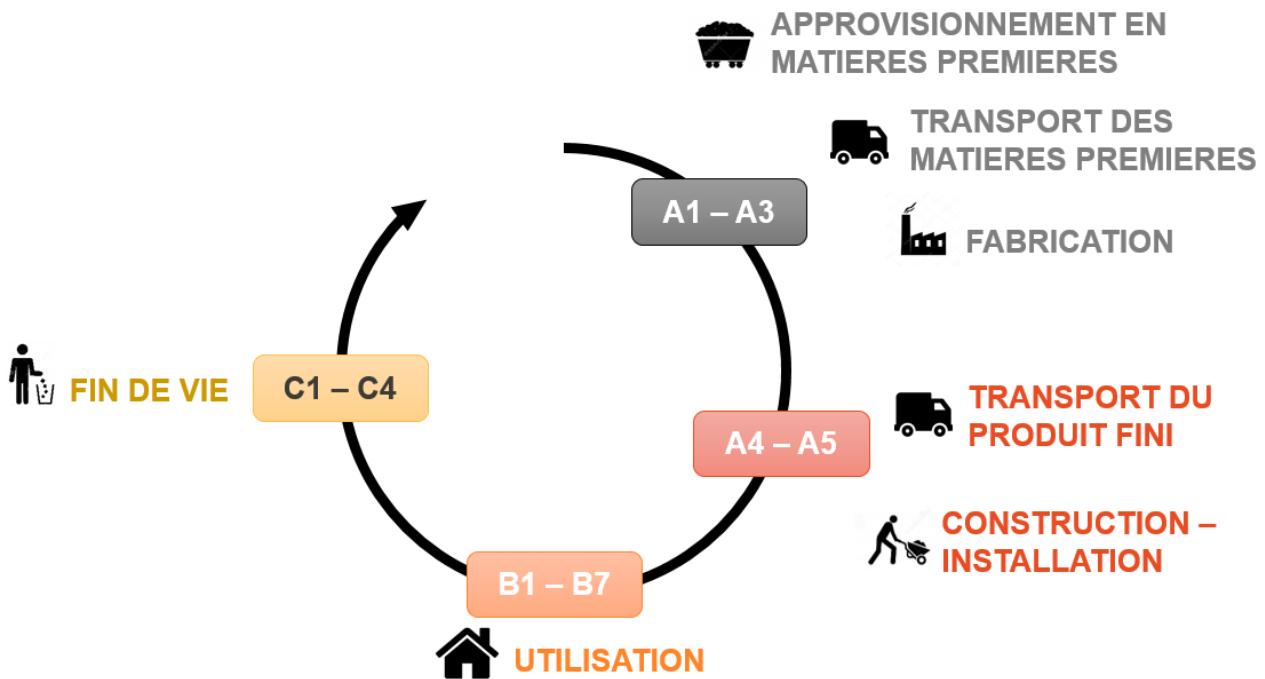 APPROVISIONNEMENT EN
MATIERES PREMIERES
TRANSPORT DES
MATIERES PREMIERES
A1 – A3
FABRICATION
FIN DE VIE
C1 – C4
TRANSPORT DU
PRODUIT FINI
A4 – A5
CONSTRUCTION –
INSTALLATION
B1 – B7
UTILISATION